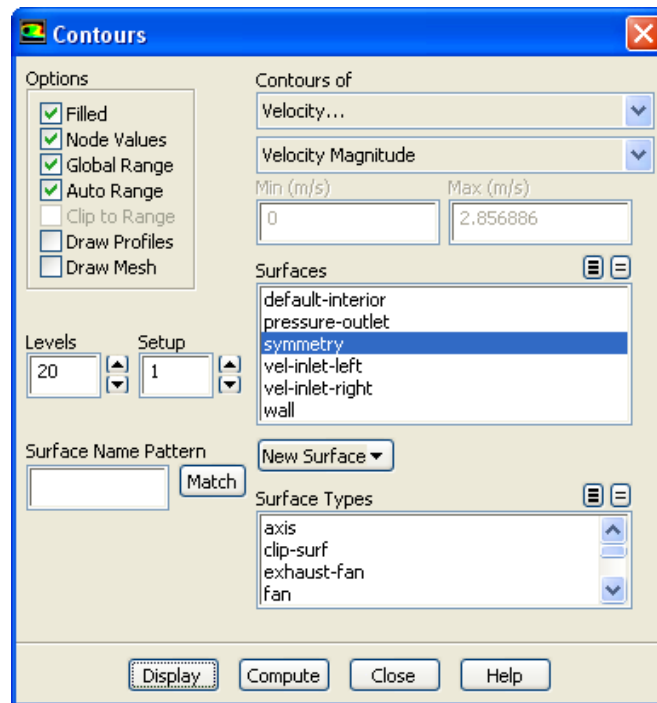 Contours
Options
Filled
Node Values
Global Range
Auto Range
Clip to Range
Draw Profiles
Draw Mesh
Contours of
Velocity...
Velocity Magnitude
Min (m/s) Max (m/s)
0 2.856886
Levels Setup
20 1
Surfaces
default-interior
pressure-outlet
symmetry
vel-inlet-left
vel-inlet-right
wall
Surface Name Pattern
Match
New Surface
Surface Types
axis
clip-surf
exhaust-fan
fan
Display Compute Close Help